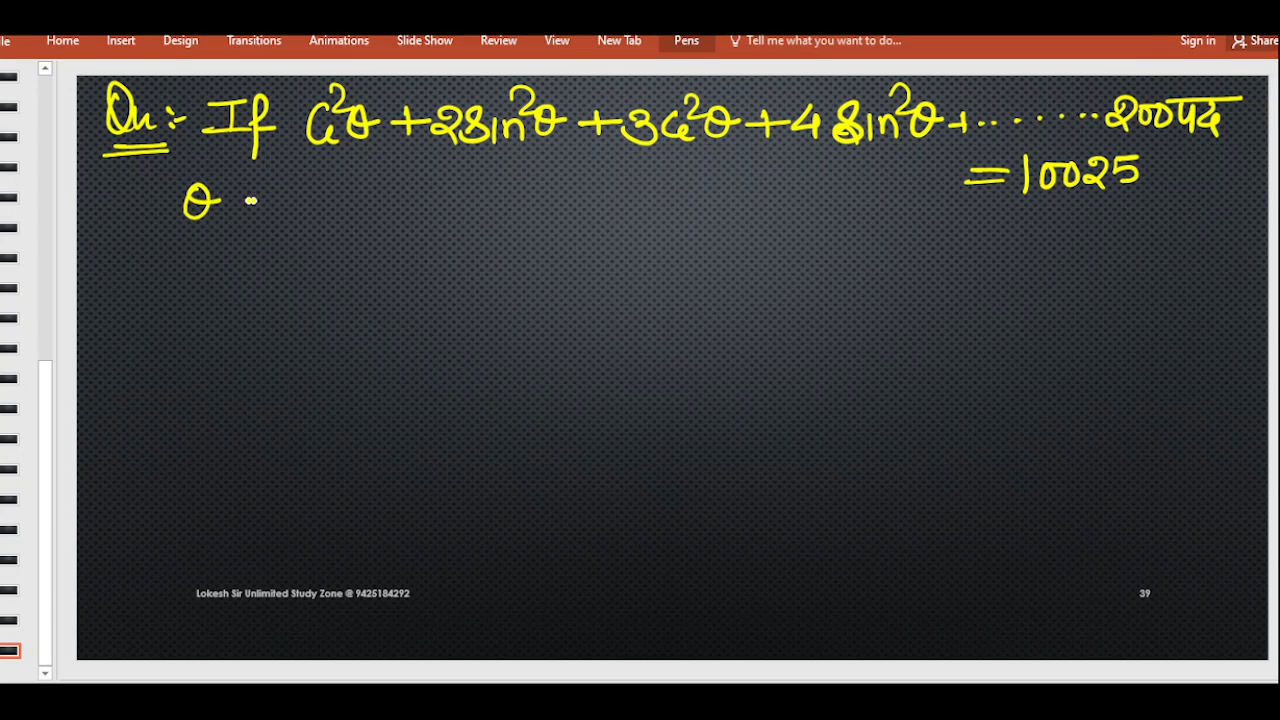 Home Insert Design Transitions Animations Slide Show Review View New Tab Pens Tell me what you want to do... Sign in Share
Qu:- If cos²θ + 2sin²θ + 3cos²θ + 4sin²θ + ........ 200 पद
= 10025
θ
Lokesh Sir Unlimited Study Zone @ 9425184292 39